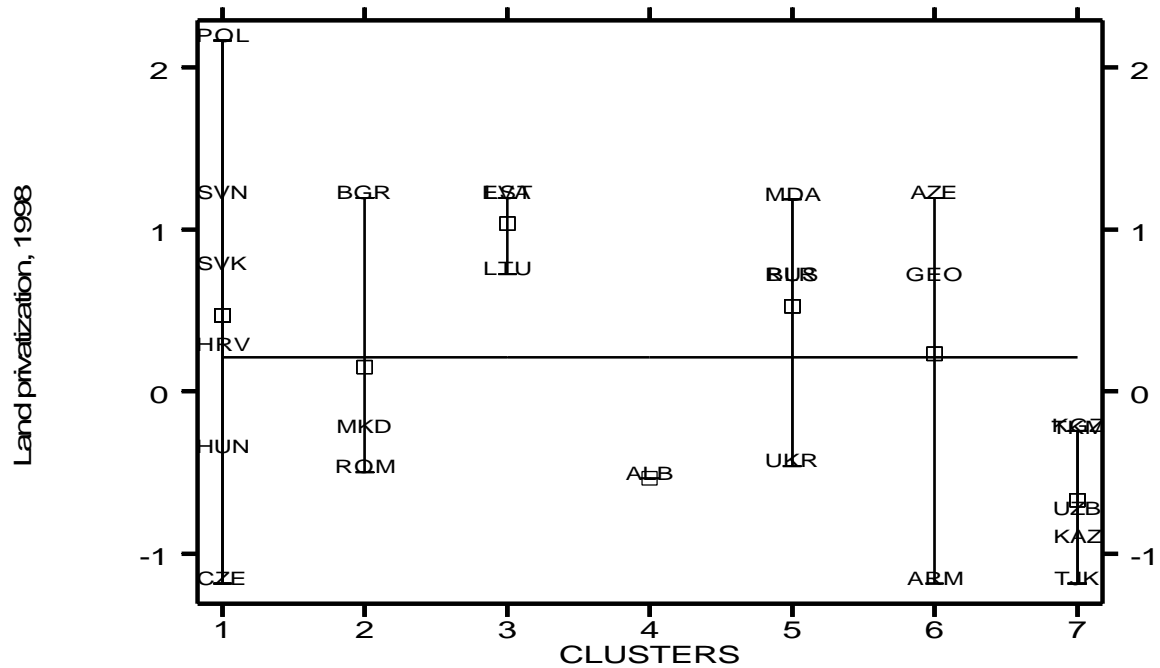 POL
2 2
SVN BGR MDA AZE
1 1
SVK LTU GEO
HRV
0 0
MKD
HUN
ROM ALB UKR
UZB
KAZ
-1 -1
CZE ARM TJK
1 2 3 4 5 6 7
CLUSTERS
Land privatization, 1998